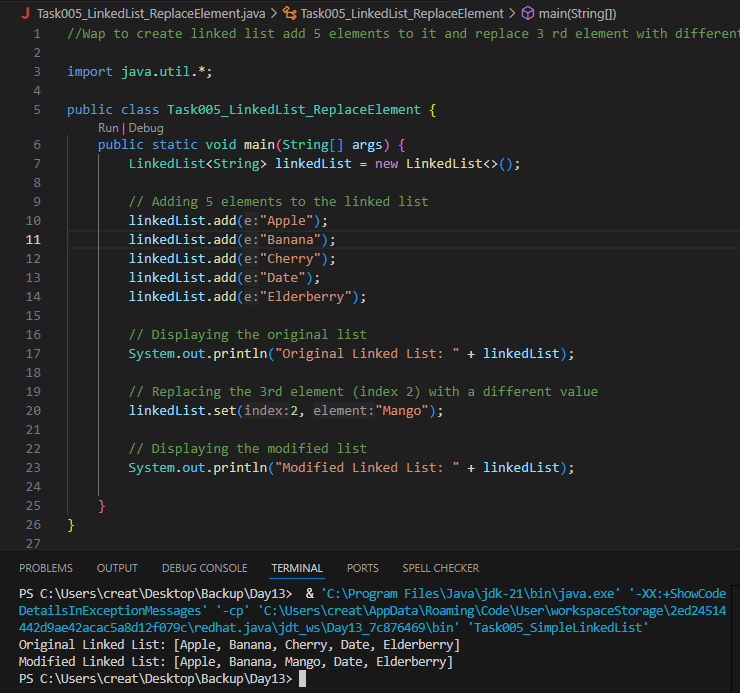 Task005_LinkedList_ReplaceElement.java > Task005_LinkedList_ReplaceElement > main(String[])
1 //Wap to create linked list add 5 elements to it and replace 3 rd element with different
2
3 import java.util.*;
4
5 public class Task005_LinkedList_ReplaceElement {
Run | Debug
6 public static void main(String[] args) {
7 LinkedList<String> linkedList = new LinkedList<>();
8
9 // Adding 5 elements to the linked list
10 linkedList.add(e:"Apple");
11 linkedList.add(e:"Banana");
12 linkedList.add(e:"Cherry");
13 linkedList.add(e:"Date");
14 linkedList.add(e:"Elderberry");
15
16 // Displaying the original list
17 System.out.println("Original Linked List: " + linkedList);
18
19 // Replacing the 3rd element (index 2) with a different value
20 linkedList.set(index:2, element:"Mango");
21
22 // Displaying the modified list
23 System.out.println("Modified Linked List: " + linkedList);
24
25 }
26 }
27
PROBLEMS OUTPUT DEBUG CONSOLE TERMINAL PORTS SPELL CHECKER
PS C:\Users\creat\Desktop\Backup\Day13> & 'C:\Program Files\Java\jdk-21\bin\java.exe' '-XX:+ShowCode
DetailsInExceptionMessages' '-cp' 'C:\Users\creat\AppData\Roaming\Code\User\workspaceStorage\2ed24514
442d9ae42acac5a8d12f079c\redhat.java\jdt_ws\Day13_7c876469\bin' 'Task005_SimpleLinkedList'
Original Linked List: [Apple, Banana, Cherry, Date, Elderberry]
Modified Linked List: [Apple, Banana, Mango, Date, Elderberry]
PS C:\Users\creat\Desktop\Backup\Day13>